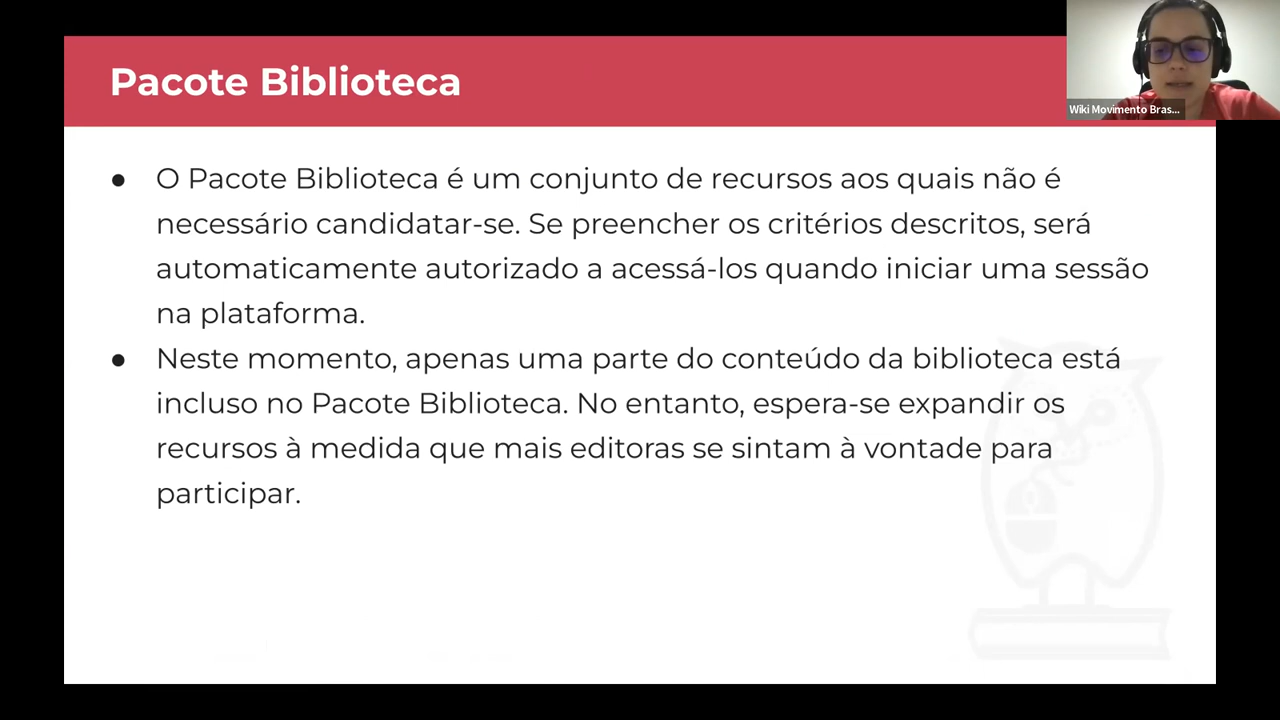 Pacote Biblioteca
Wiki Movimento Bras...
● O Pacote Biblioteca é um conjunto de recursos aos quais não é
necessário candidatar-se. Se preencher os critérios descritos, será
automaticamente autorizado a acessá-los quando iniciar uma sessão
na plataforma.
● Neste momento, apenas uma parte do conteúdo da biblioteca está
incluso no Pacote Biblioteca. No entanto, espera-se expandir os
recursos à medida que mais editoras se sintam à vontade para
participar.